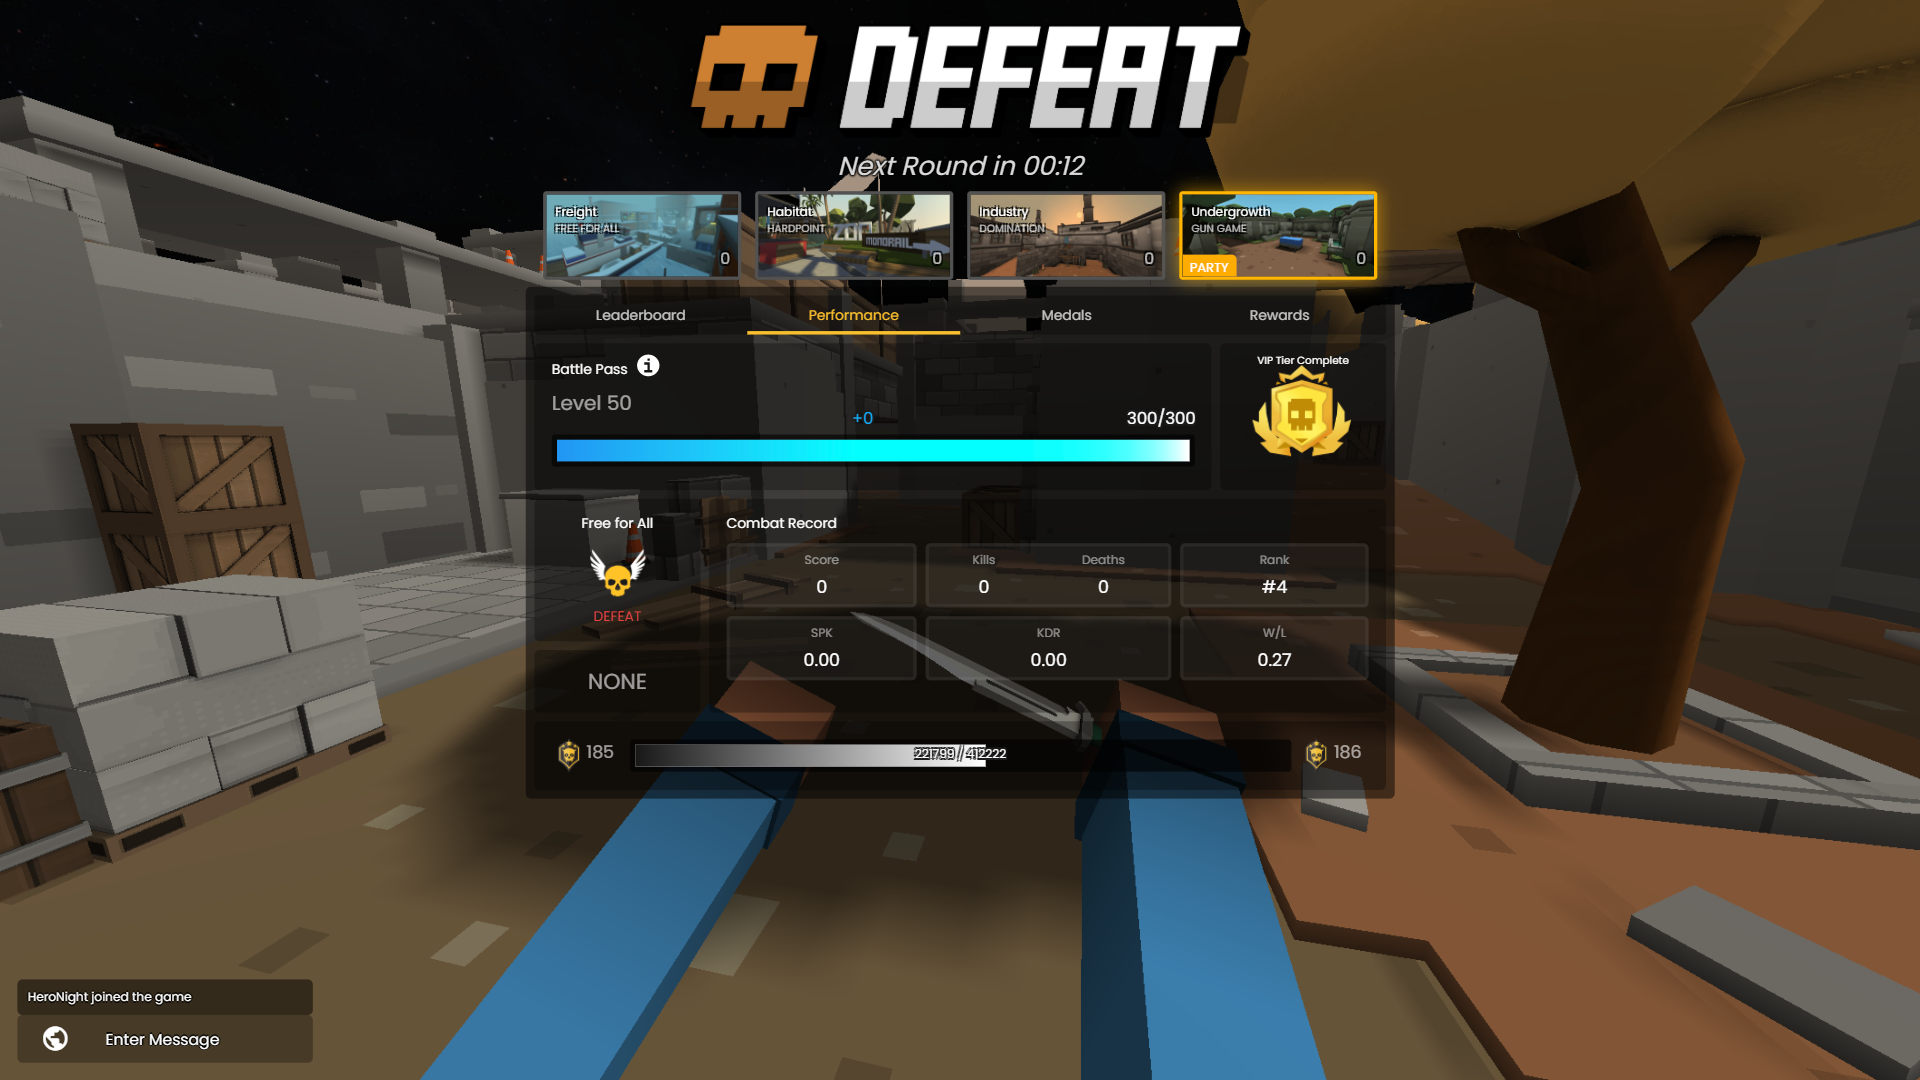 DEFEAT
Next Round in 00:12
Freight
FREE FOR ALL
0
Habitat
HARDPOINT
ZOO
MONORAIL
0
Industry
DOMINATION
0
Undergrowth
GUN GAME
PARTY
0
Leaderboard
Performance
Medals
Rewards
Battle Pass
Level 50
+0
300/300
VIP Tier Complete
Free for All
DEFEAT
NONE
Combat Record
Score
0
Kills
0
Deaths
0
Rank
#4
SPK
0.00
KDR
0.00
W/L
0.27
185
221799 / 412222
186
HeroNight joined the game
Enter Message